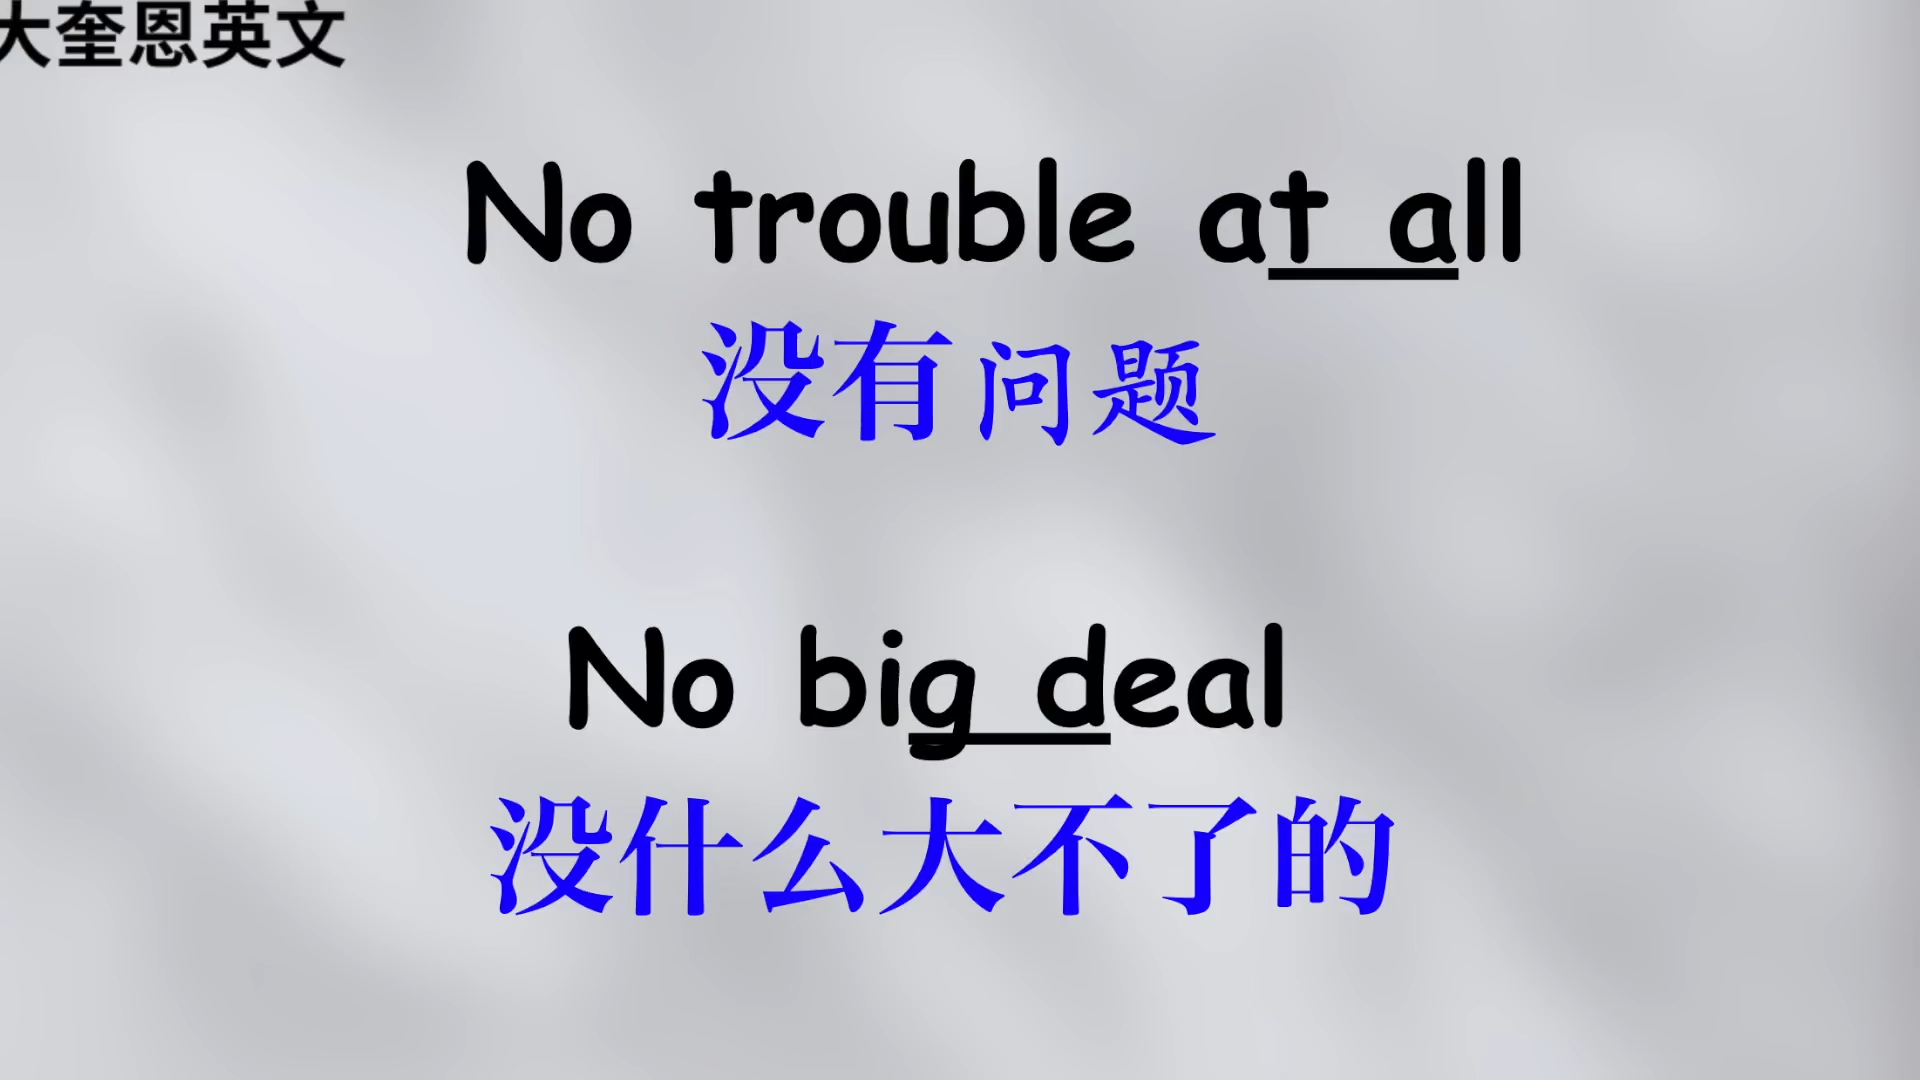 大奎恩英文
No trouble at all
没有问题
No big deal
没什么大不了的